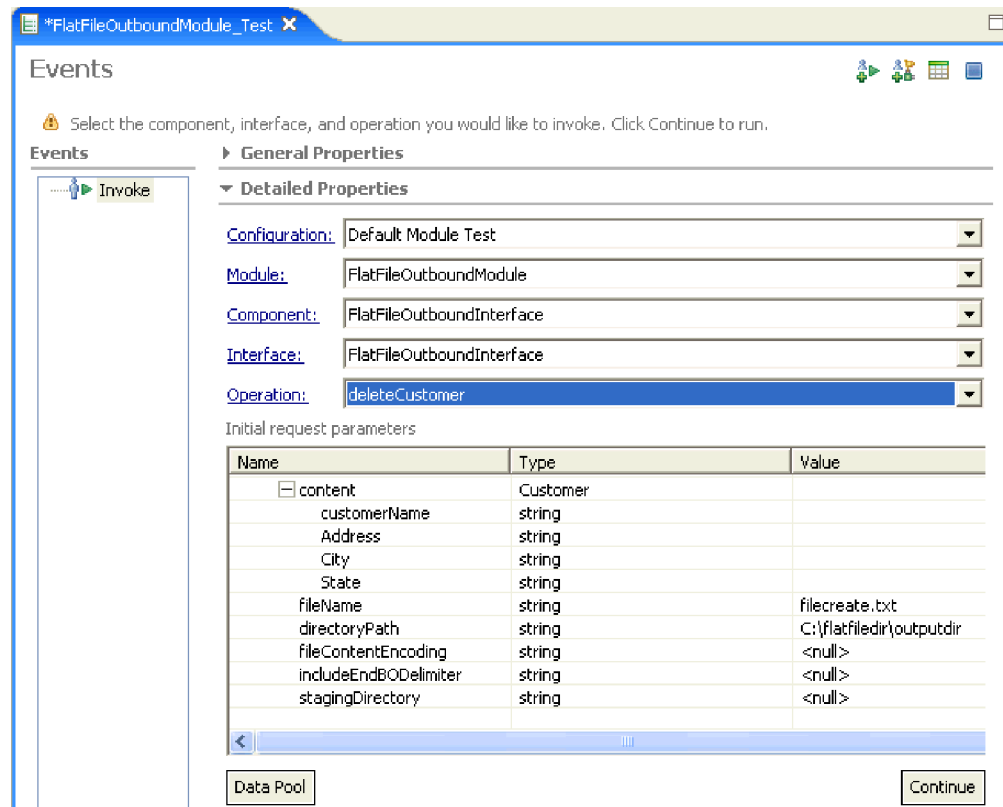 *FlatFileOutboundModule_Test
Events
Select the component, interface, and operation you would like to invoke. Click Continue to run.
Events
General Properties
Invoke
Detailed Properties
Configuration: Default Module Test
Module: FlatFileOutboundModule
Component: FlatFileOutboundInterface
Interface: FlatFileOutboundInterface
Operation: deleteCustomer
Initial request parameters
Name Type Value
content Customer
customerName string
Address string
City string
State string
fileName string filecreate.txt
directoryPath string C:\flatfiledir\outputdir
fileContentEncoding string <null>
includeEndBODelimiter string <null>
stagingDirectory string <null>
Data Pool Continue